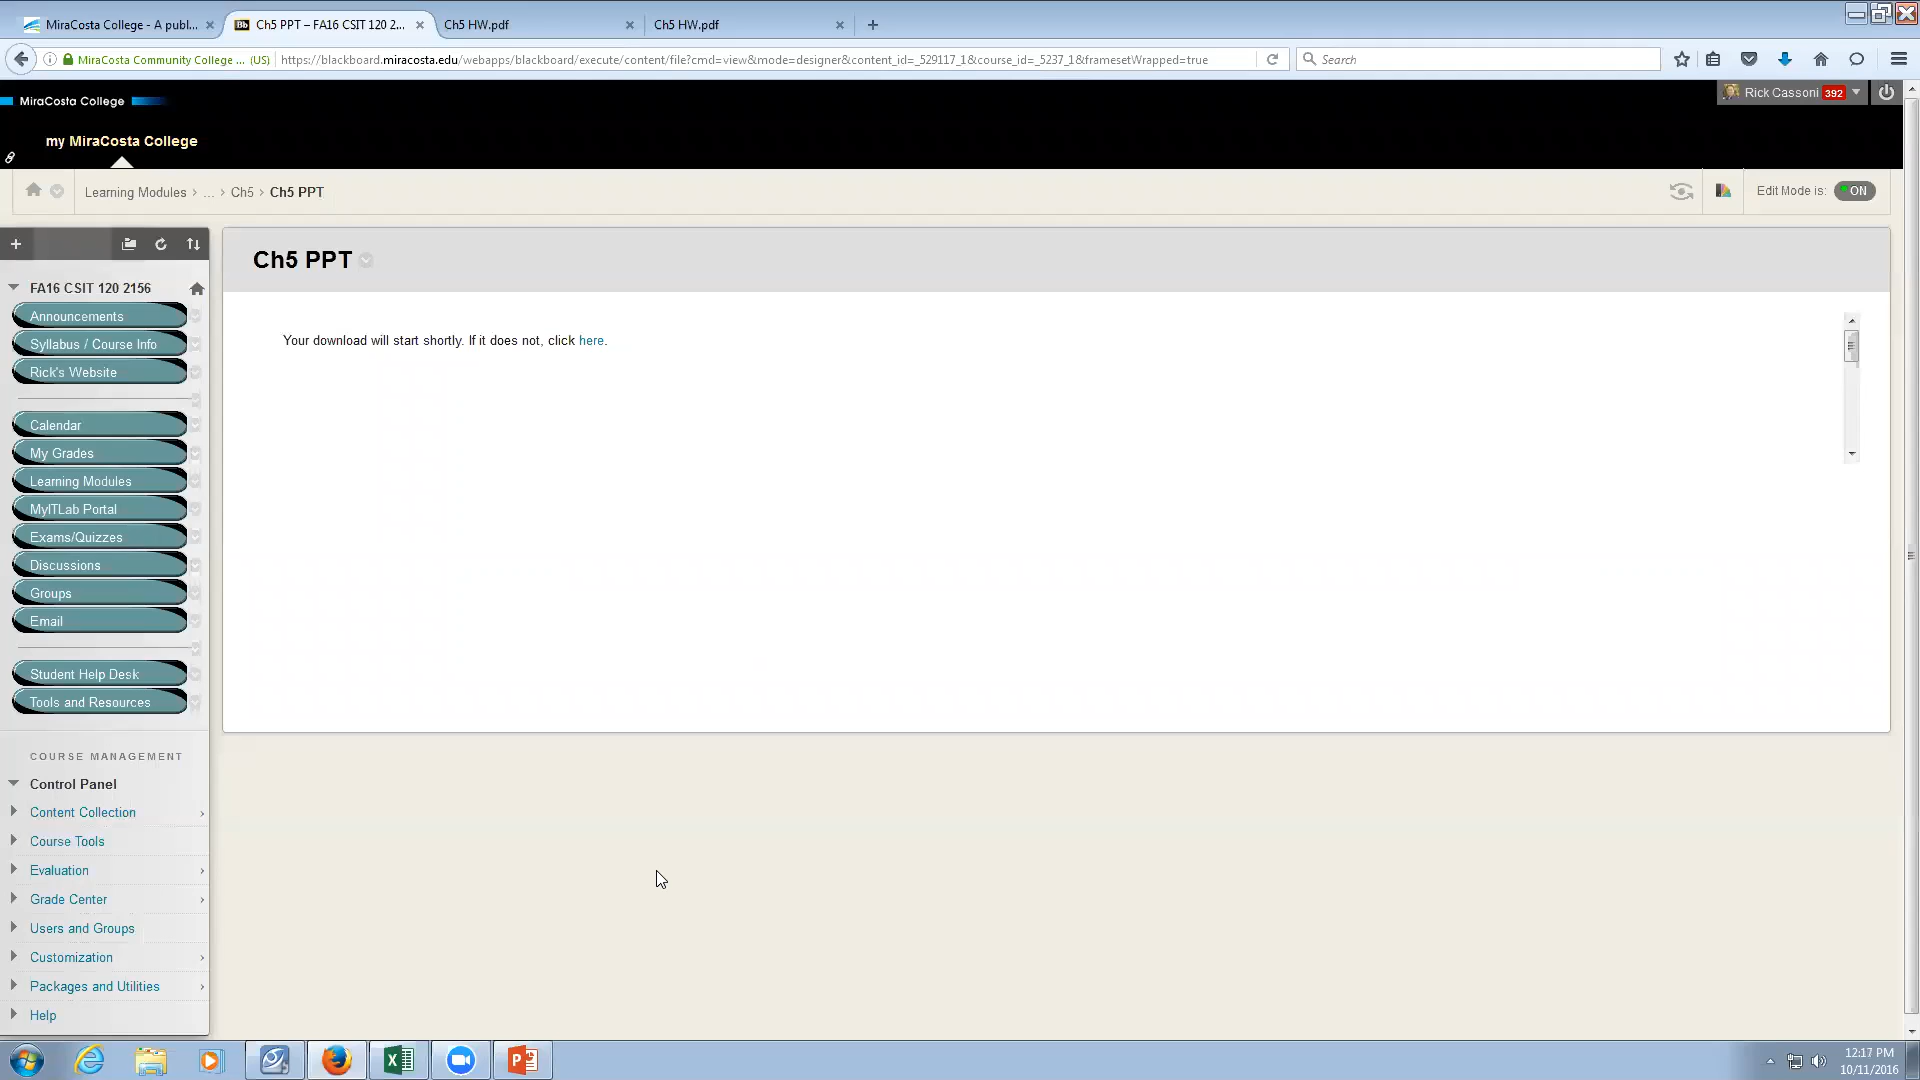 MiraCosta College - A publ...
Ch5 PPT – FA16 CSIT 120 2...
Ch5 HW.pdf
Ch5 HW.pdf
MiraCosta Community College ... (US)
https://blackboard.miracosta.edu/webapps/blackboard/execute/content/file?cmd=view&mode=designer&content_id=_529117_1&course_id=_5237_1&framesetWrapped=true
Search
MiraCosta College
Rick Cassoni 392
my MiraCosta College
Learning Modules > ... > Ch5 > Ch5 PPT
Edit Mode is: ON
FA16 CSIT 120 2156
Announcements
Syllabus / Course Info
Rick's Website
Calendar
My Grades
Learning Modules
MyITLab Portal
Exams/Quizzes
Discussions
Groups
Email
Student Help Desk
Tools and Resources
COURSE MANAGEMENT
Control Panel
Content Collection
Course Tools
Evaluation
Grade Center
Users and Groups
Customization
Packages and Utilities
Help
Ch5 PPT
Your download will start shortly. If it does not, click here.
12:17 PM
10/11/2016